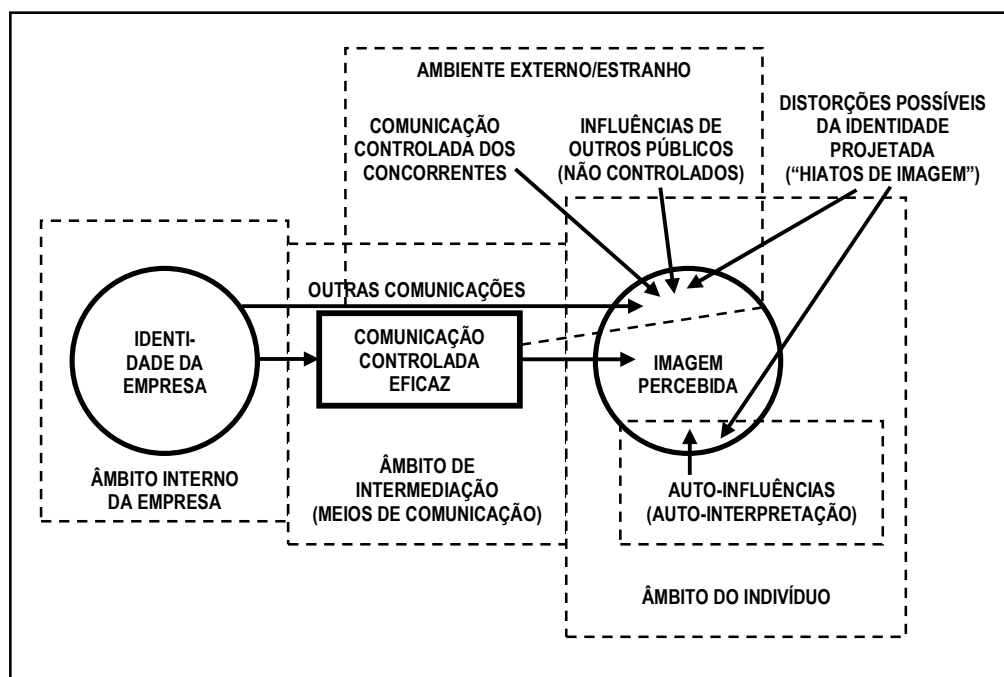 AMBIENTE EXTERNO/ESTRANHO
COMUNICAÇÃO
CONTROLADA DOS
CONCORRENTES
INFLUÊNCIAS DE
OUTROS PÚBLICOS
(NÃO CONTROLADOS)
DISTORÇÕES POSSÍVEIS
DA IDENTIDADE
PROJETADA
(“HIATOS DE IMAGEM”)
OUTRAS COMUNICAÇÕES
IDENTI-
DADE DA
EMPRESA
COMUNICAÇÃO
CONTROLADA
EFICAZ
IMAGEM
PERCEBIDA
ÂMBITO INTERNO
DA EMPRESA
ÂMBITO DE
INTERMEDIAÇÃO
(MEIOS DE COMUNICAÇÃO)
AUTO-INFLUÊNCIAS
(AUTO-INTERPRETAÇÃO)
ÂMBITO DO INDIVÍDUO